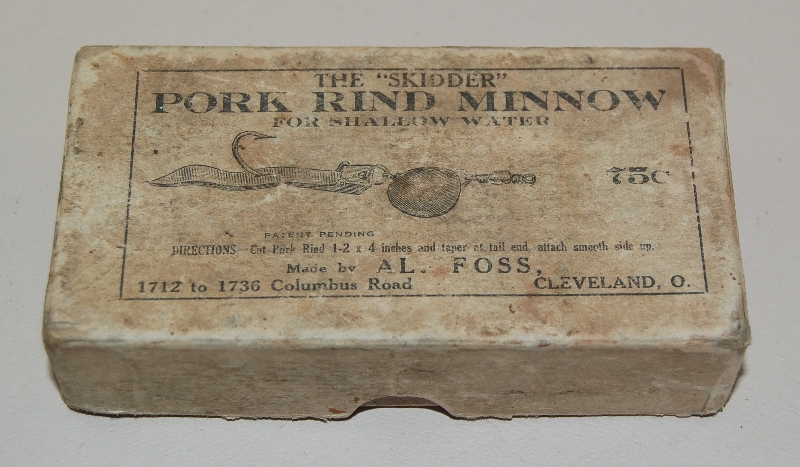 THE "SKIDDER"
PORK RIND MINNOW
FOR SHALLOW WATER
75c
PATENT PENDING
DIRECTIONS—Cut Pork Rind 1-2 x 4 inches and taper at tail end, attach smooth side up.
Made by AL. FOSS,
1712 to 1736 Columbus Road CLEVELAND, O.